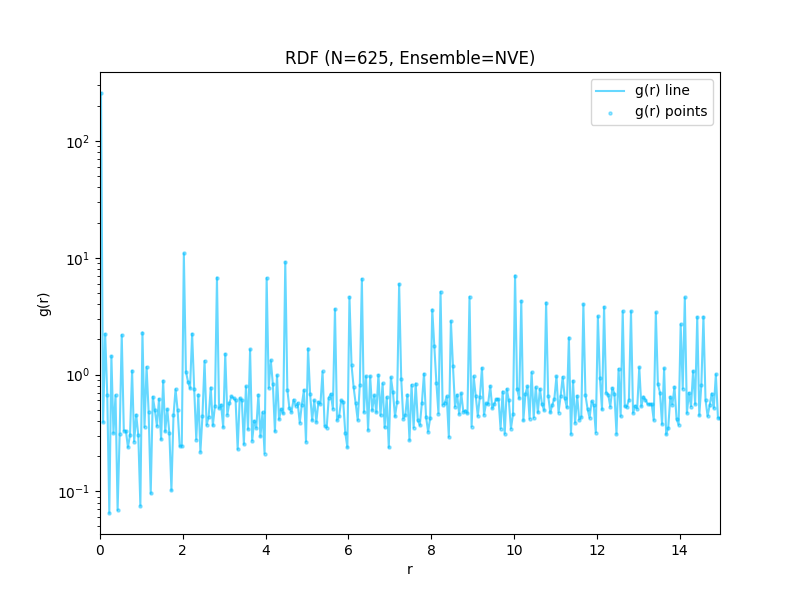 RDF (N=625, Ensemble=NVE)
g(r) line
g(r) points
g(r)
10²
10¹
10⁰
10⁻¹
0 2 4 6 8 10 12 14
r